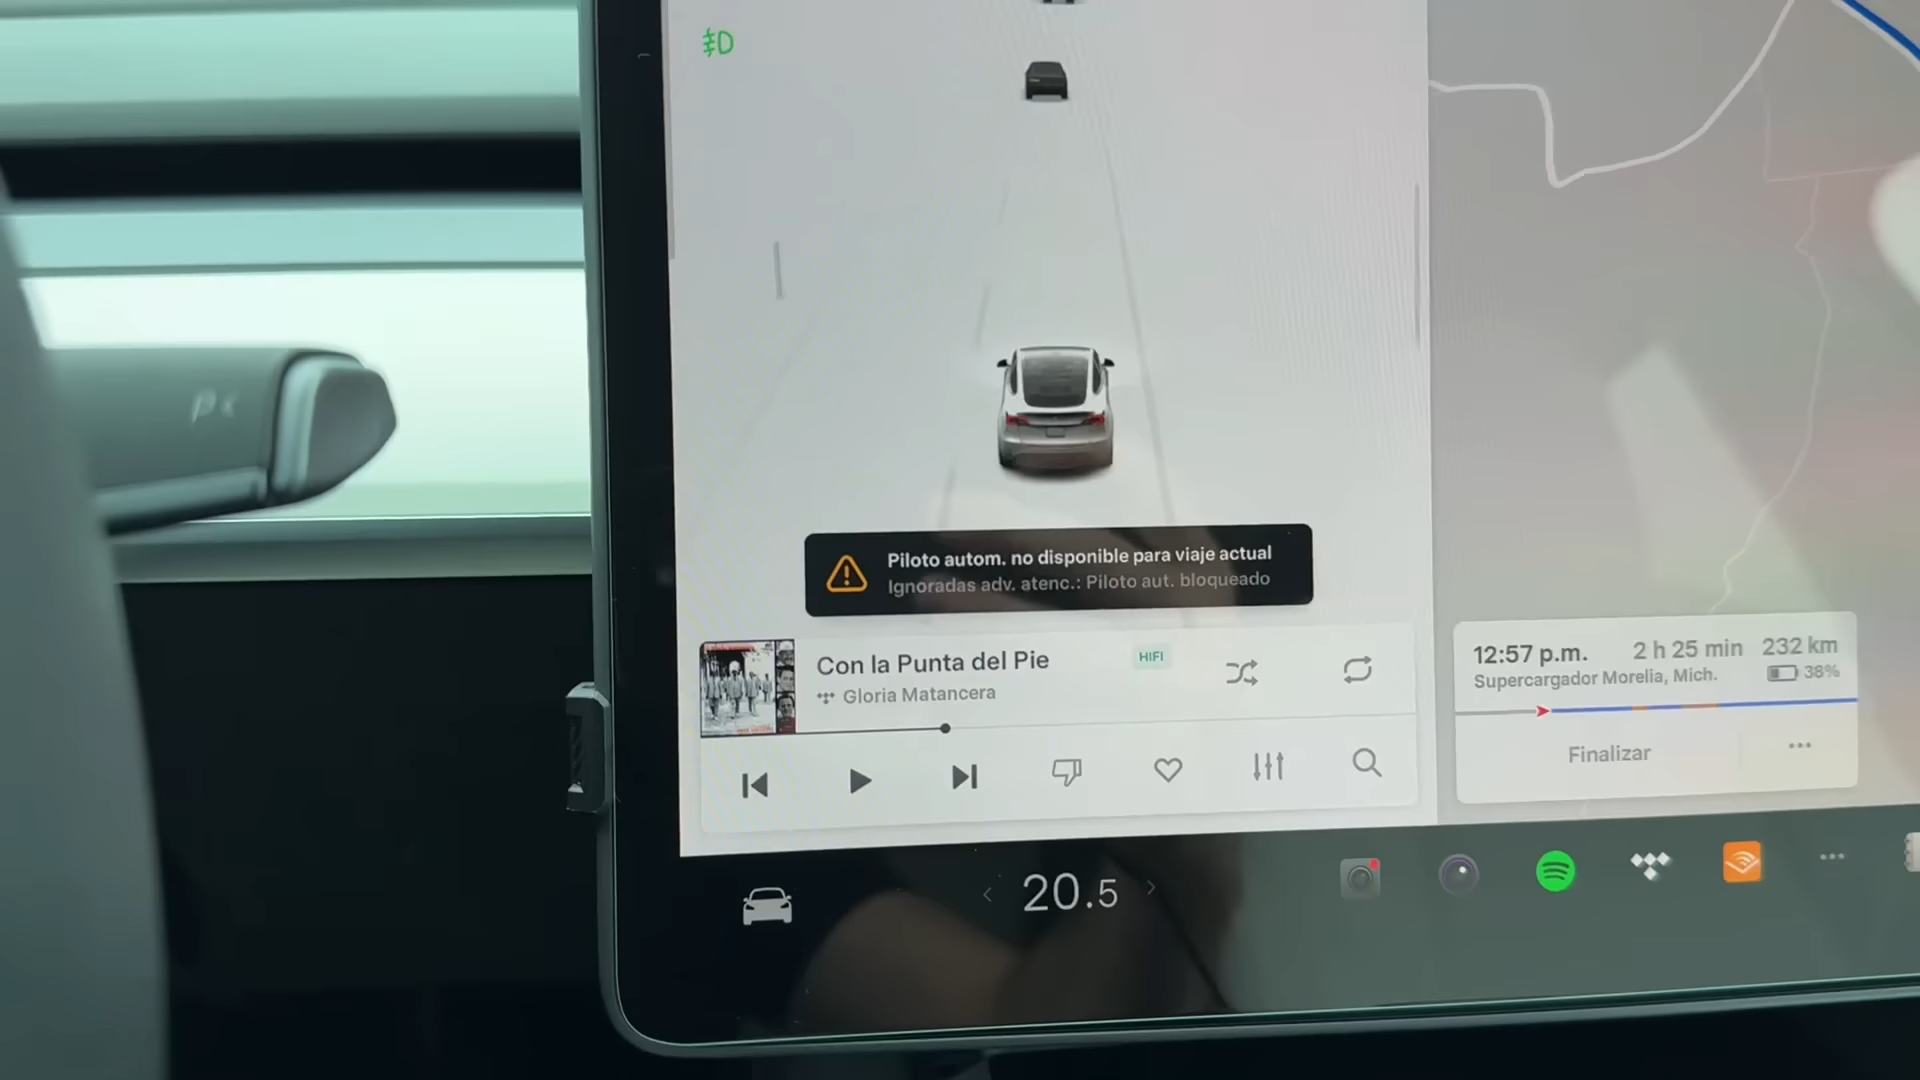 Piloto autom. no disponible para viaje actual
Ignoradas adv. atenc.: Piloto aut. bloqueado
Con la Punta del Pie
HIFI
Gloria Matancera
12:57 p.m. 2 h 25 min 232 km
Supercargador Morelia, Mich. 38%
Finalizar
20.5